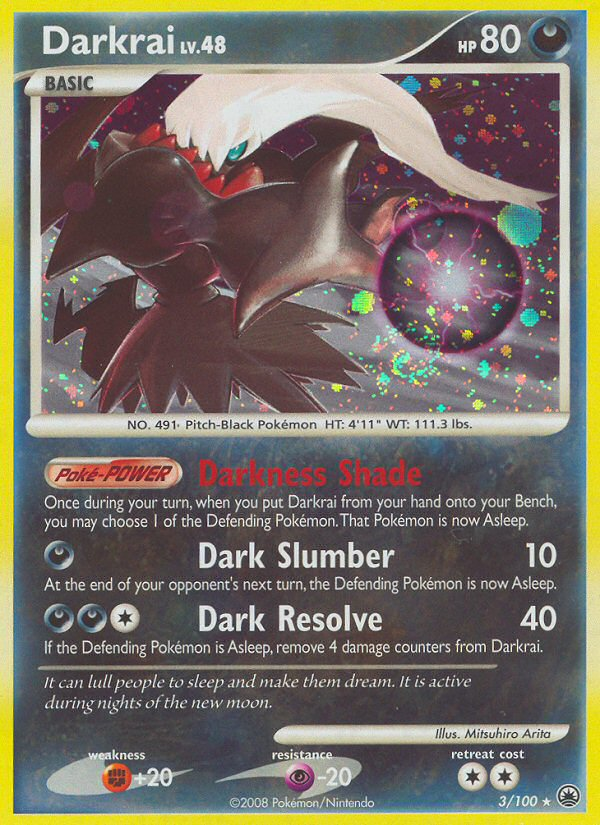 Darkrai LV.48 HP 80
BASIC
NO. 491 Pitch-Black Pokémon HT: 4'11" WT: 111.3 lbs.
Poké-POWER Darkness Shade
Once during your turn, when you put Darkrai from your hand onto your Bench,
you may choose 1 of the Defending Pokémon. That Pokémon is now Asleep.
Dark Slumber 10
At the end of your opponent's next turn, the Defending Pokémon is now Asleep.
Dark Resolve 40
If the Defending Pokémon is Asleep, remove 4 damage counters from Darkrai.
It can lull people to sleep and make them dream. It is active
during nights of the new moon.
Illus. Mitsuhiro Arita
weakness resistance retreat cost
+20 -20
©2008 Pokémon/Nintendo 3/100 ★